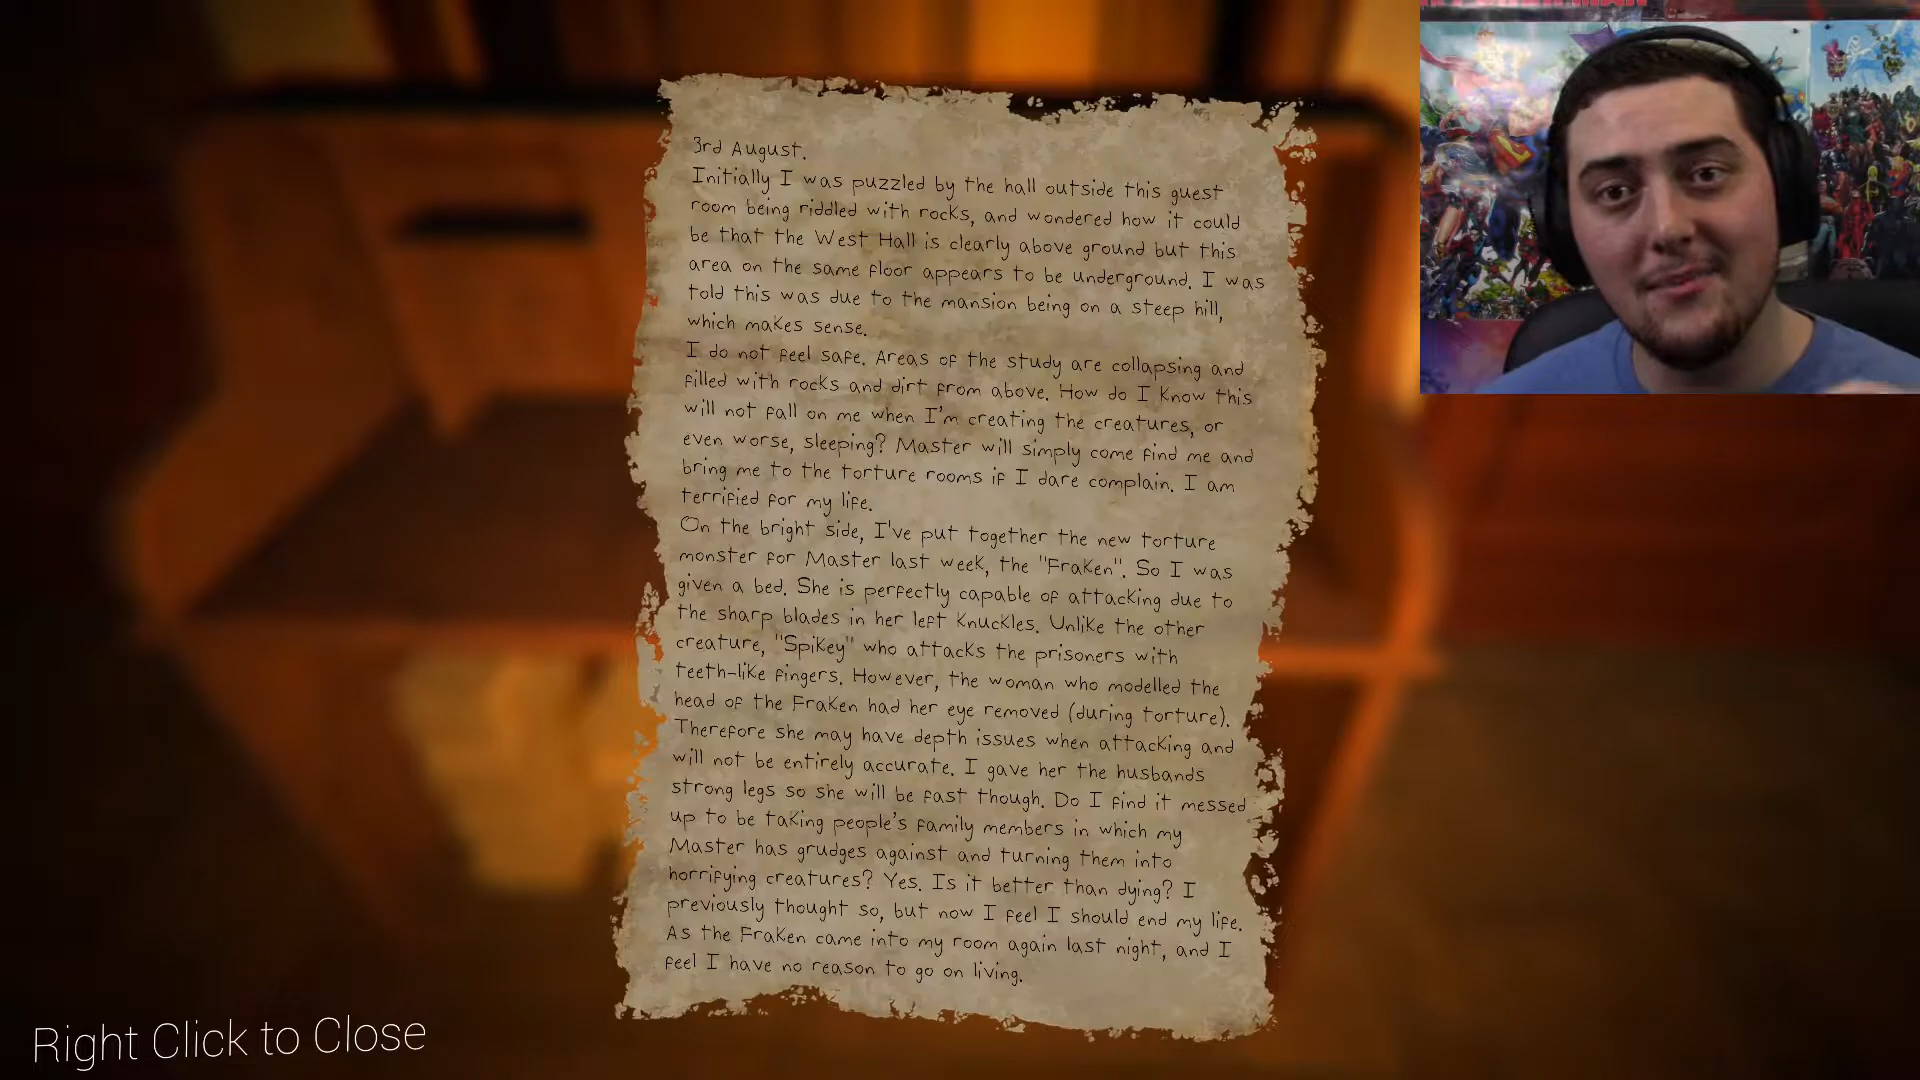 3rd August.
Initially I was puzzled by the hall outside this guest
room being riddled with rocks, and wondered how it could
be that the West Hall is clearly above ground but this
area on the same floor appears to be underground. I was
told this was due to the mansion being on a steep hill,
which makes sense.
I do not feel safe. Areas of the study are collapsing and
filled with rocks and dirt from above. How do I know this
will not fall on me when I'm creating the creatures, or
even worse, sleeping? Master will simply come find me and
bring me to the torture rooms if I dare complain. I am
terrified for my life.
On the bright side, I've put together the new torture
monster for Master last week, the "Fraken". So I was
given a bed. She is perfectly capable of attacking due to
the sharp blades in her left knuckles. Unlike the other
creature, "Spikey" who attacks the prisoners with
teeth-like fingers. However, the woman who modelled the
head of the Fraken had her eye removed (during torture).
Therefore she may have depth issues when attacking and
will not be entirely accurate. I gave her the husbands
strong legs so she will be fast though. Do I find it messed
up to be taking people's family members in which my
Master has grudges against and turning them into
horrifying creatures? Yes. Is it better than dying? I
previously thought so, but now I feel I should end my life.
As the Fraken came into my room again last night, and I
feel I have no reason to go on living.
Right Click to Close